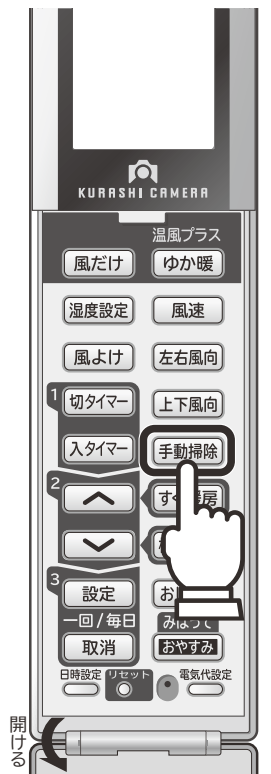 KURASHI CAMERA
温風プラス
風だけ ゆか暖
湿度設定 風速
風よけ 左右風向
1 切タイマー 上下風向
入タイマー 手動掃除
2
3 設定
一回/毎日
取消 おやすみ
日時設定 リセット 電気代設定
開ける